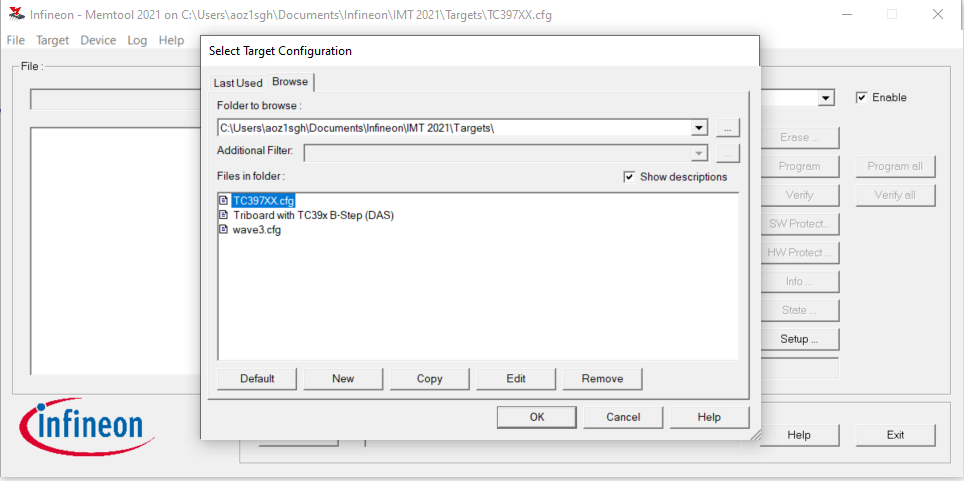 Infineon - Memtool 2021 on C:\Users\aoz1sgh\Documents\Infineon\IMT 2021\Targets\TC397XX.cfg
File Target Device Log Help
Select Target Configuration
File :
Last Used Browse
Folder to browse :
C:\Users\aoz1sgh\Documents\Infineon\IMT 2021\Targets\
...
Additional Filter:
...
Files in folder :
Show descriptions
TC397XX.cfg
Triboard with TC39x B-Step (DAS)
wave3.cfg
Default New Copy Edit Remove
OK Cancel Help
Enable
Erase ...
Program Program all
Verify Verify all
SW Protect..
HW Protect...
Info ...
State ...
Setup ...
infineon
Help Exit